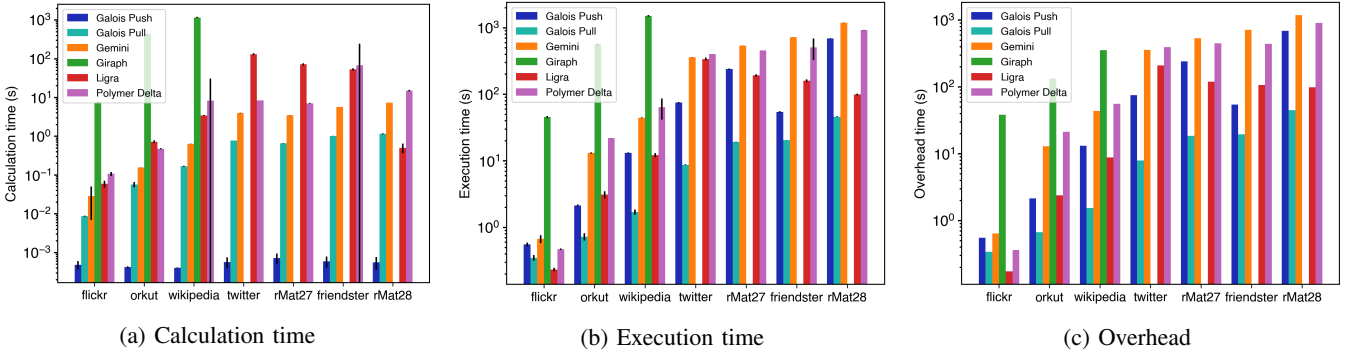 Calculation time (s)
10³
10²
10¹
10⁰
10⁻¹
10⁻²
10⁻³
Galois Push
Galois Pull
Gemini
Giraph
Ligra
Polymer Delta
flickr orkut wikipedia twitter rMat27 friendster rMat28
(a) Calculation time
Execution time (s)
10³
10²
10¹
10⁰
Galois Push
Galois Pull
Gemini
Giraph
Ligra
Polymer Delta
flickr orkut wikipedia twitter rMat27 friendster rMat28
(b) Execution time
Overhead time (s)
10³
10²
10¹
10⁰
Galois Push
Galois Pull
Gemini
Giraph
Ligra
Polymer Delta
flickr orkut wikipedia twitter rMat27 friendster rMat28
(c) Overhead